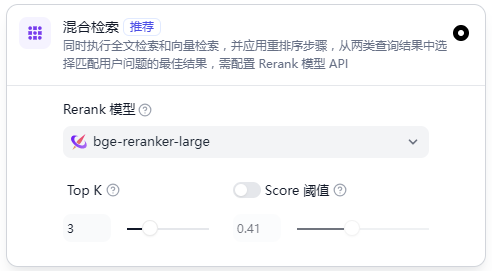 混合检索 推荐
同时执行全文检索和向量检索，并应用重排序步骤，从两类查询结果中选
择匹配用户问题的最佳结果，需配置 Rerank 模型 API
Rerank 模型
bge-reranker-large
Top K Score 阈值
3 0.41